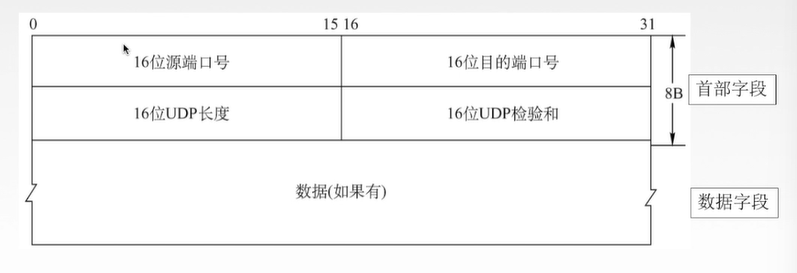 0 15 16 31
16位源端口号 16位目的端口号
8B 首部字段
16位UDP长度 16位UDP检验和
数据(如果有)
数据字段